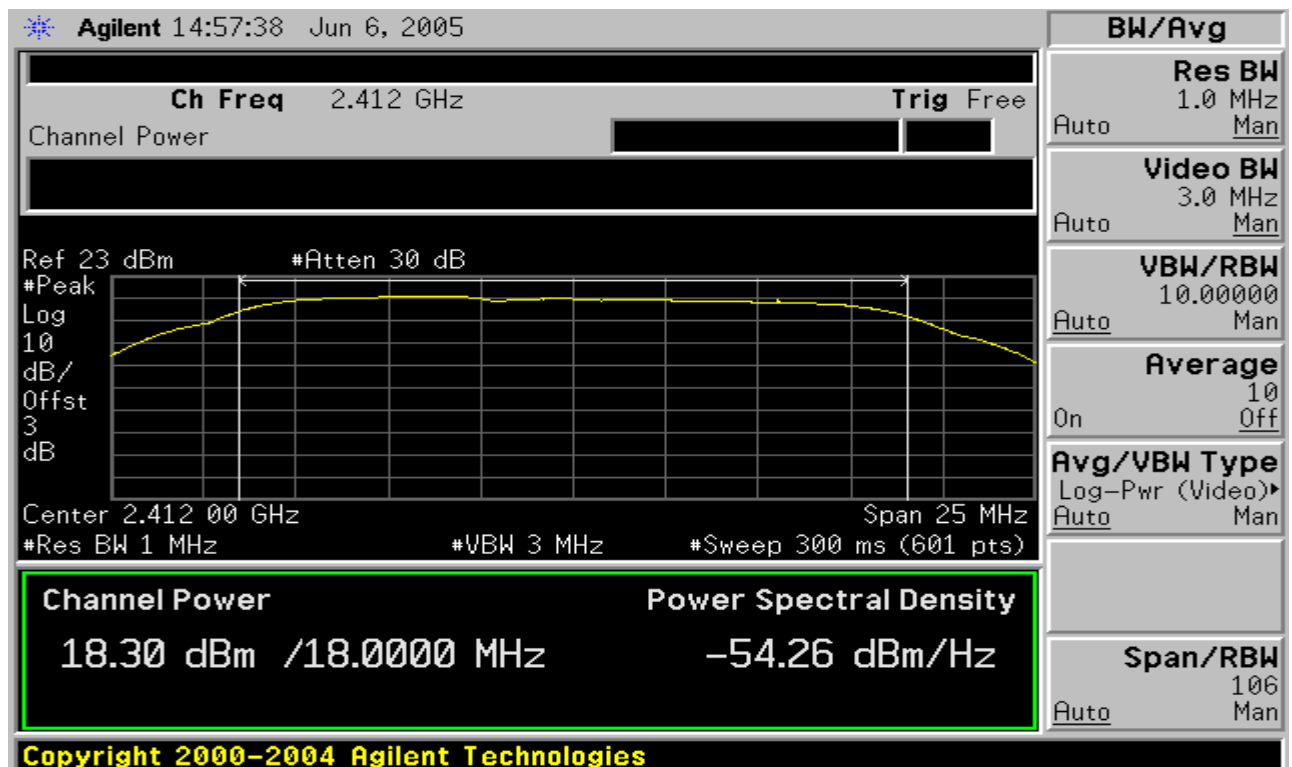 Agilent 14:57:38 Jun 6, 2005
Ch Freq 2.412 GHz Trig Free
Channel Power
Ref 23 dBm #Atten 30 dB
#Peak
Log
10
dB/
Offst
3
dB
Center 2.412 00 GHz Span 25 MHz
#Res BW 1 MHz #VBW 3 MHz #Sweep 300 ms (601 pts)
Channel Power Power Spectral Density
18.30 dBm /18.0000 MHz -54.26 dBm/Hz
Copyright 2000-2004 Agilent Technologies
BW/Avg
Res BW
1.0 MHz
Auto Man
Video BW
3.0 MHz
Auto Man
VBW/RBW
10.00000
Auto Man
Average
10
On Off
Avg/VBW Type
Log-Pwr (Video)▸
Auto Man
Span/RBW
106
Auto Man